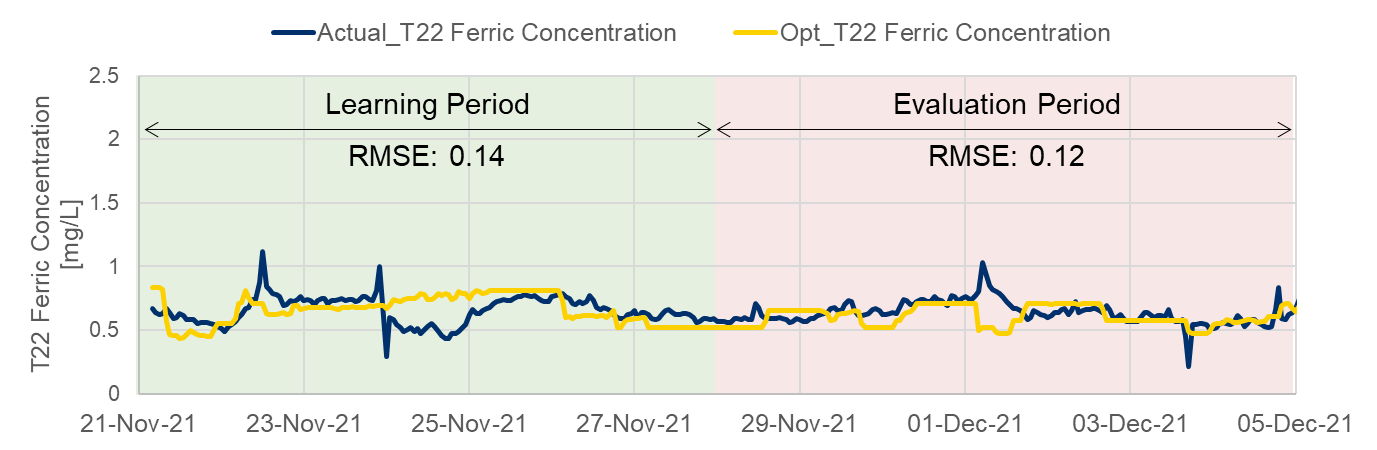 Actual_T22 Ferric Concentration
Opt_T22 Ferric Concentration
T22 Ferric Concentration
[mg/L]
2.5
2
1.5
1
0.5
0
Learning Period
RMSE: 0.14
Evaluation Period
RMSE: 0.12
21-Nov-21
23-Nov-21
25-Nov-21
27-Nov-21
29-Nov-21
01-Dec-21
03-Dec-21
05-Dec-21